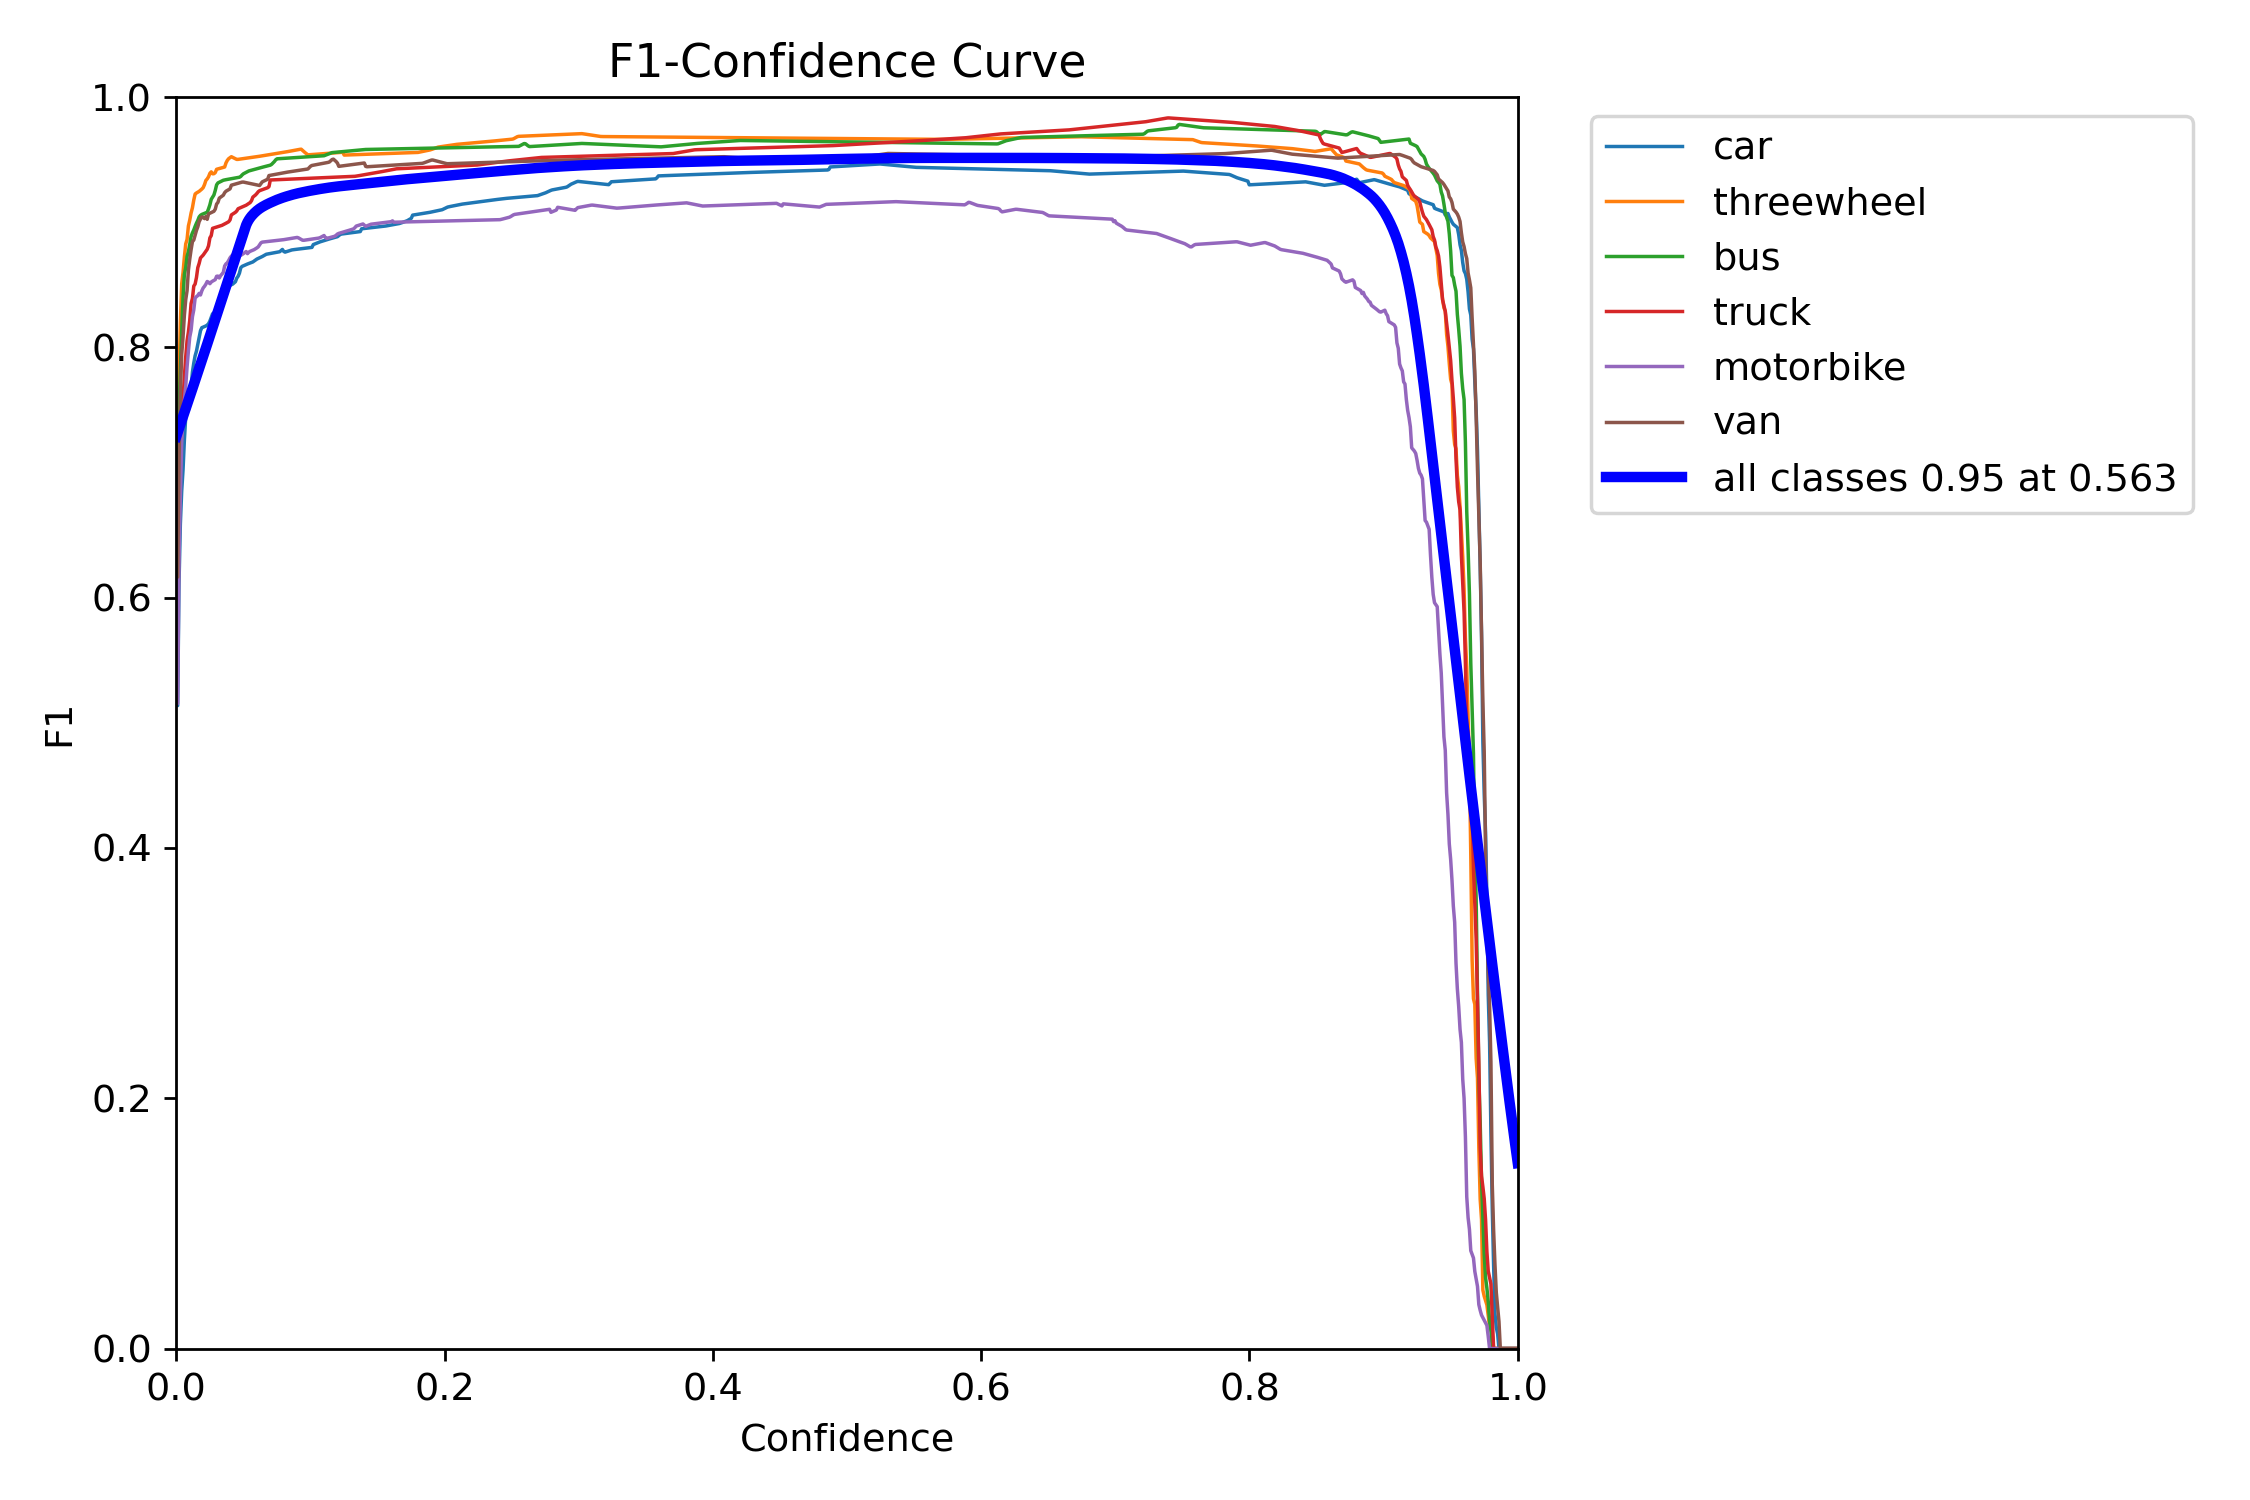 F1-Confidence Curve
1.0
0.8
0.6
0.4
0.2
0.0
F1
0.0 0.2 0.4 0.6 0.8 1.0
Confidence
car
threewheel
bus
truck
motorbike
van
all classes 0.95 at 0.563